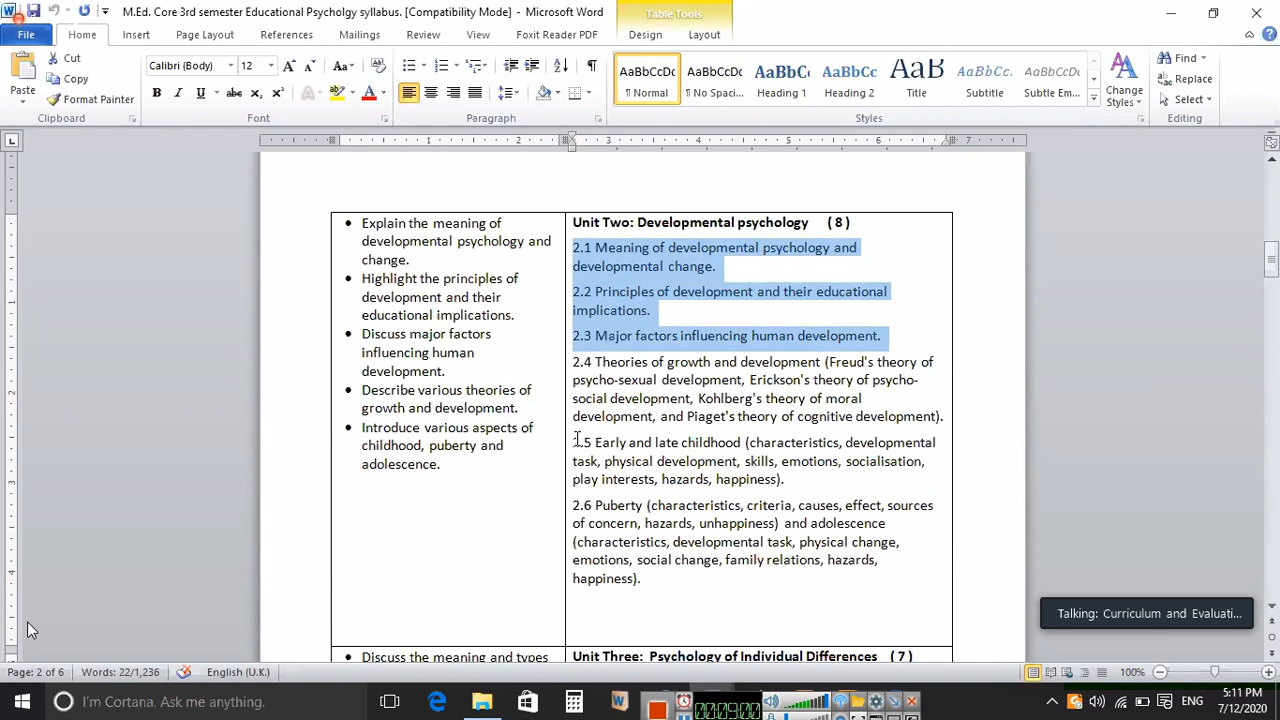 M.Ed. Core 3rd semester Educational Psycholgy syllabus. [Compatibility Mode] - Microsoft Word
Table Tools
File
Home
Insert
Page Layout
References
Mailings
Review
View
Foxit Reader PDF
Design
Layout
Paste
Cut
Copy
Format Painter
Clipboard
Calibri (Body)
12
Font
Paragraph
AaBbCcDc
¶ Normal
AaBbCcDc
¶ No Spaci...
AaBbCc
Heading 1
AaBbCc
Heading 2
AaB
Title
AaBbCcL
Subtitle
AaBbCcDc
Subtle Em...
Change
Styles
Styles
Find
Replace
Select
Editing
• Explain the meaning of
developmental psychology and
change.
• Highlight the principles of
development and their
educational implications.
• Discuss major factors
influencing human
development.
• Describe various theories of
growth and development.
• Introduce various aspects of
childhood, puberty and
adolescence.
Unit Two: Developmental psychology ( 8 )
2.1 Meaning of developmental psychology and
developmental change.
2.2 Principles of development and their educational
implications.
2.3 Major factors influencing human development.
2.4 Theories of growth and development (Freud's theory of
psycho-sexual development, Erickson's theory of psycho-
social development, Kohlberg's theory of moral
development, and Piaget's theory of cognitive development).
2.5 Early and late childhood (characteristics, developmental
task, physical development, skills, emotions, socialisation,
play interests, hazards, happiness).
2.6 Puberty (characteristics, criteria, causes, effect, sources
of concern, hazards, unhappiness) and adolescence
(characteristics, developmental task, physical change,
emotions, social change, family relations, hazards,
happiness).
• Discuss the meaning and types
Unit Three: Psychology of Individual Differences ( 7 )
Talking: Curriculum and Evaluati...
Page: 2 of 6
Words: 22/1,236
English (U.K.)
100%
I'm Cortana. Ask me anything.
00:09:00
ENG
5:11 PM
7/12/2020